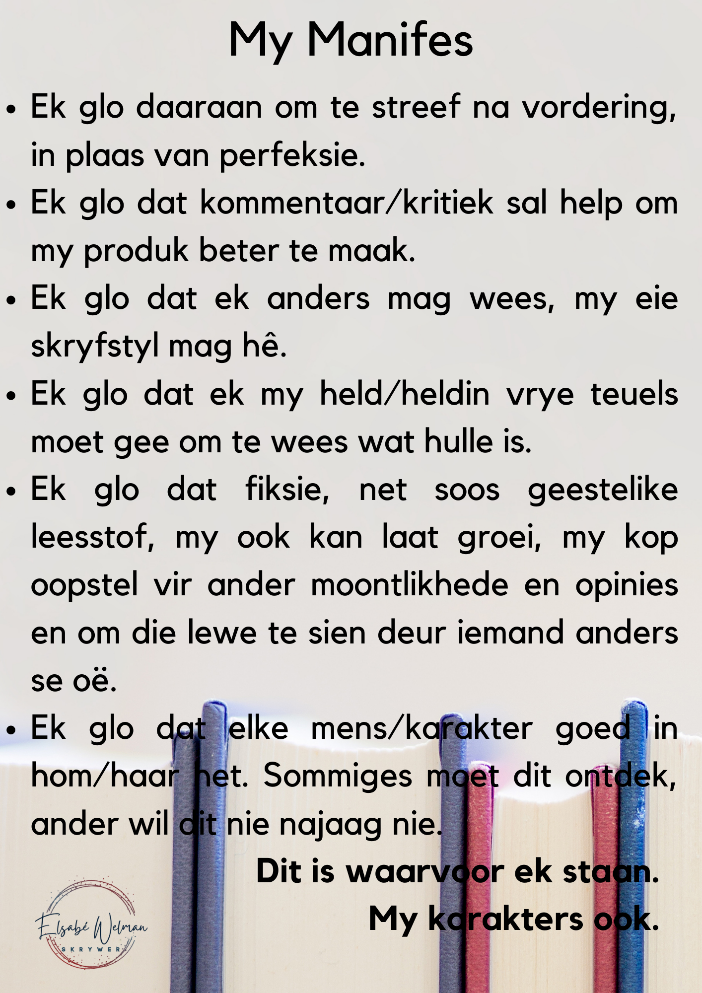 My Manifes
• Ek glo daaraan om te streef na vordering,
in plaas van perfeksie.
• Ek glo dat kommentaar/kritiek sal help om
my produk beter te maak.
• Ek glo dat ek anders mag wees, my eie
skryfstyl mag hê.
• Ek glo dat ek my held/heldin vrye teuels
moet gee om te wees wat hulle is.
• Ek glo dat fiksie, net soos geestelike
leesstof, my ook kan laat groei, my kop
oopstel vir ander moontlikhede en opinies
en om die lewe te sien deur iemand anders
se oë.
• Ek glo dat elke mens/karakter goed in
hom/haar het. Sommiges moet dit ontdek,
ander wil dit nie najaag nie.
Dit is waarvoor ek staan.
My karakters ook.
Elsabé Welman
SKRYWER